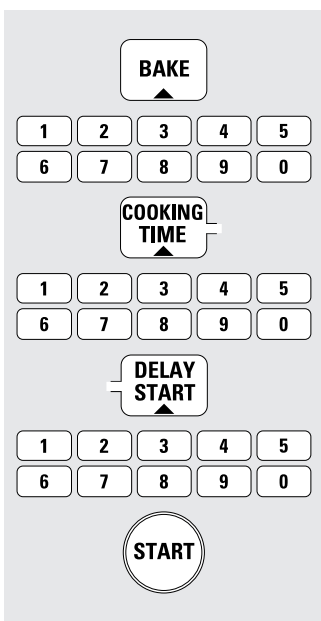 BAKE
1 2 3 4 5
6 7 8 9 0
COOKING
TIME
1 2 3 4 5
6 7 8 9 0
DELAY
START
1 2 3 4 5
6 7 8 9 0
START